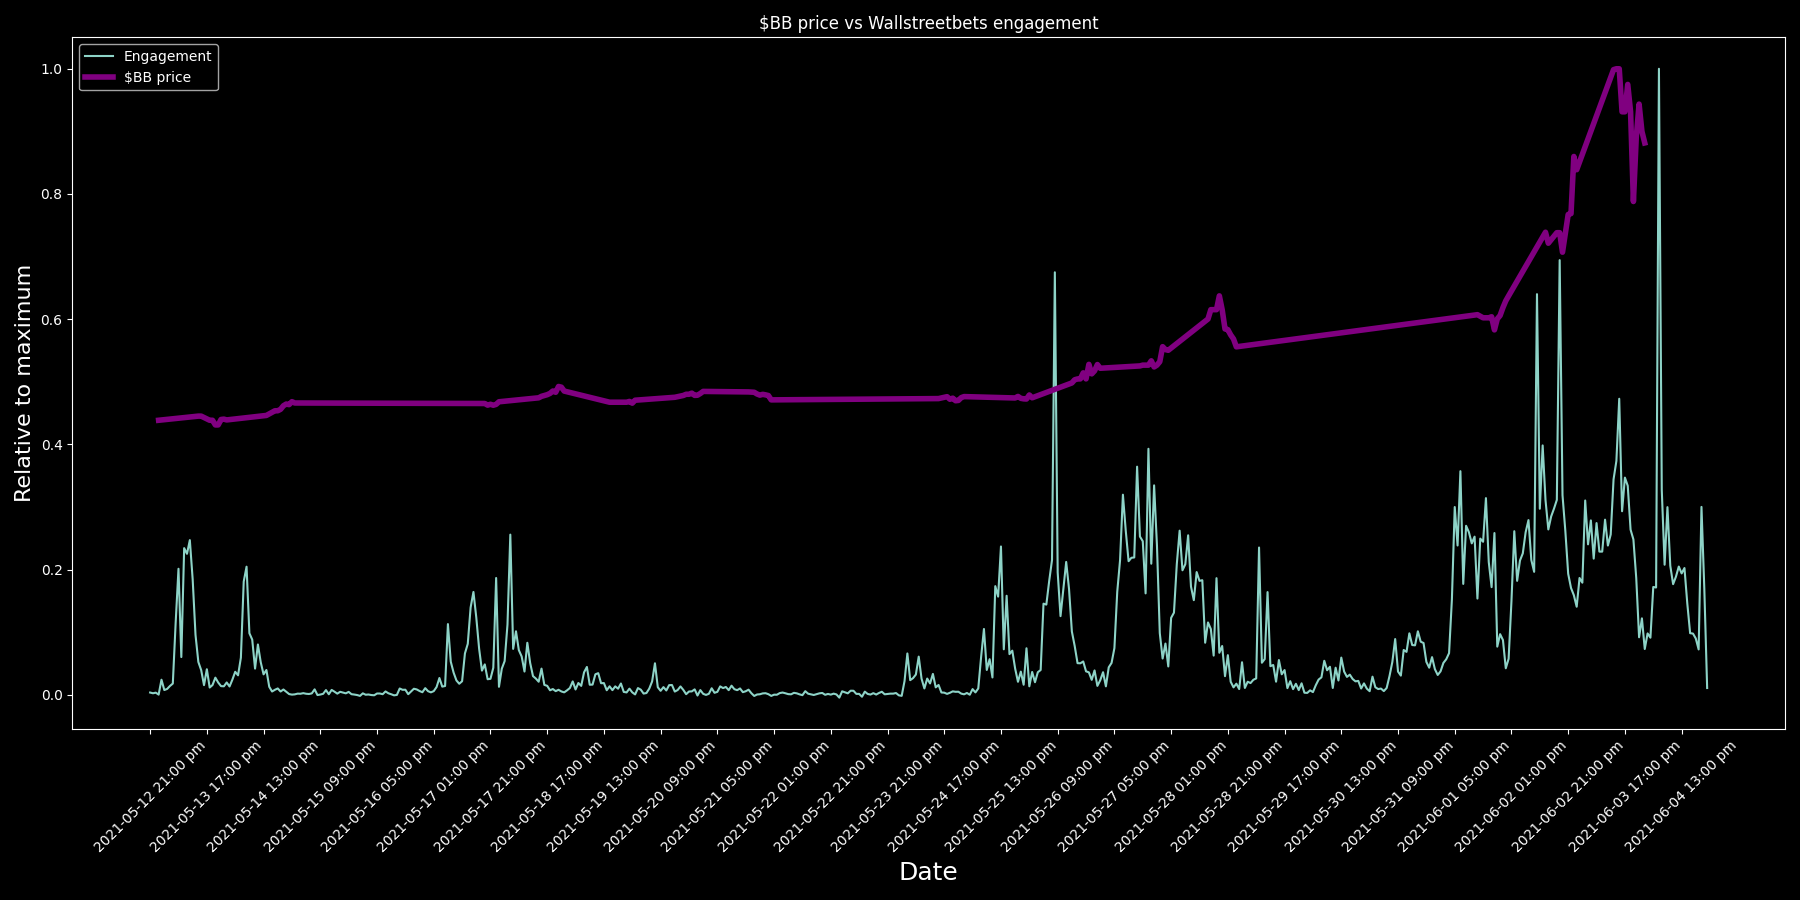 $BB price vs Wallstreetbets engagement
Engagement
$BB price
1.0
0.8
0.6
0.4
0.2
0.0
Relative to maximum
2021-05-12 21:00 pm
2021-05-13 17:00 pm
2021-05-14 13:00 pm
2021-05-15 09:00 pm
2021-05-16 05:00 pm
2021-05-17 01:00 pm
2021-05-17 21:00 pm
2021-05-18 17:00 pm
2021-05-19 13:00 pm
2021-05-20 09:00 pm
2021-05-21 05:00 pm
2021-05-22 01:00 pm
2021-05-22 21:00 pm
2021-05-23 21:00 pm
2021-05-24 17:00 pm
2021-05-25 13:00 pm
2021-05-26 09:00 pm
2021-05-27 05:00 pm
2021-05-28 01:00 pm
2021-05-28 21:00 pm
2021-05-29 17:00 pm
2021-05-30 13:00 pm
2021-05-31 09:00 pm
2021-06-01 05:00 pm
2021-06-02 01:00 pm
2021-06-02 21:00 pm
2021-06-03 17:00 pm
2021-06-04 13:00 pm
Date